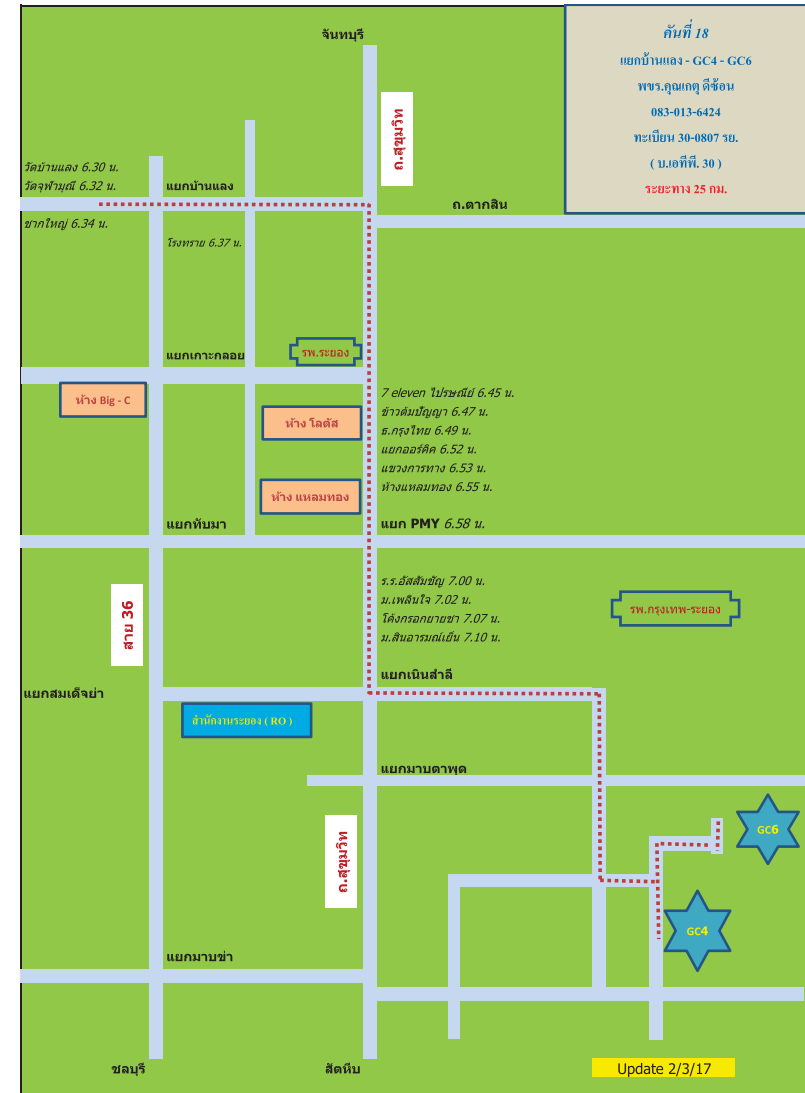 จันทบุรี
คันที่ 18
แยกบ้านแลง - GC4 - GC6
พขร.คุณเกตุ ดีซ้อน
083-013-6424
ทะเบียน 30-0807 รย.
( บ.เอทีพี. 30 )
ระยะทาง 25 กม.
ถ.สุขุมวิท
วัดบ้านแลง 6.30 น.
วัดจุฬามุณี 6.32 น.
แยกบ้านแลง
ถ.ตากสิน
ชากใหญ่ 6.34 น.
โรงทราย 6.37 น.
แยกเกาะกลอย
รพ.ระยอง
ห้าง Big - C
ห้าง โลตัส
ห้าง แหลมทอง
7 eleven ไปรษณีย์ 6.45 น.
ข้าวต้มปัญญา 6.47 น.
ธ.กรุงไทย 6.49 น.
แยกออร์คิด 6.52 น.
แขวงการทาง 6.53 น.
ห้างแหลมทอง 6.55 น.
แยกทับมา
แยก PMY 6.58 น.
ร.ร.อัสสัมชัญ 7.00 น.
ม.เพลินใจ 7.02 น.
โค้งกรอกยายชา 7.07 น.
ม.สินอารมณ์เย็น 7.10 น.
สาย 36
รพ.กรุงเทพ-ระยอง
แยกเนินสำลี
แยกสมเด็จย่า
สำนักงานระยอง ( RO )
แยกมาบตาพุด
ถ.สุขุมวิท
GC6
GC4
แยกมาบข่า
ชลบุรี
สัตหีบ
Update 2/3/17